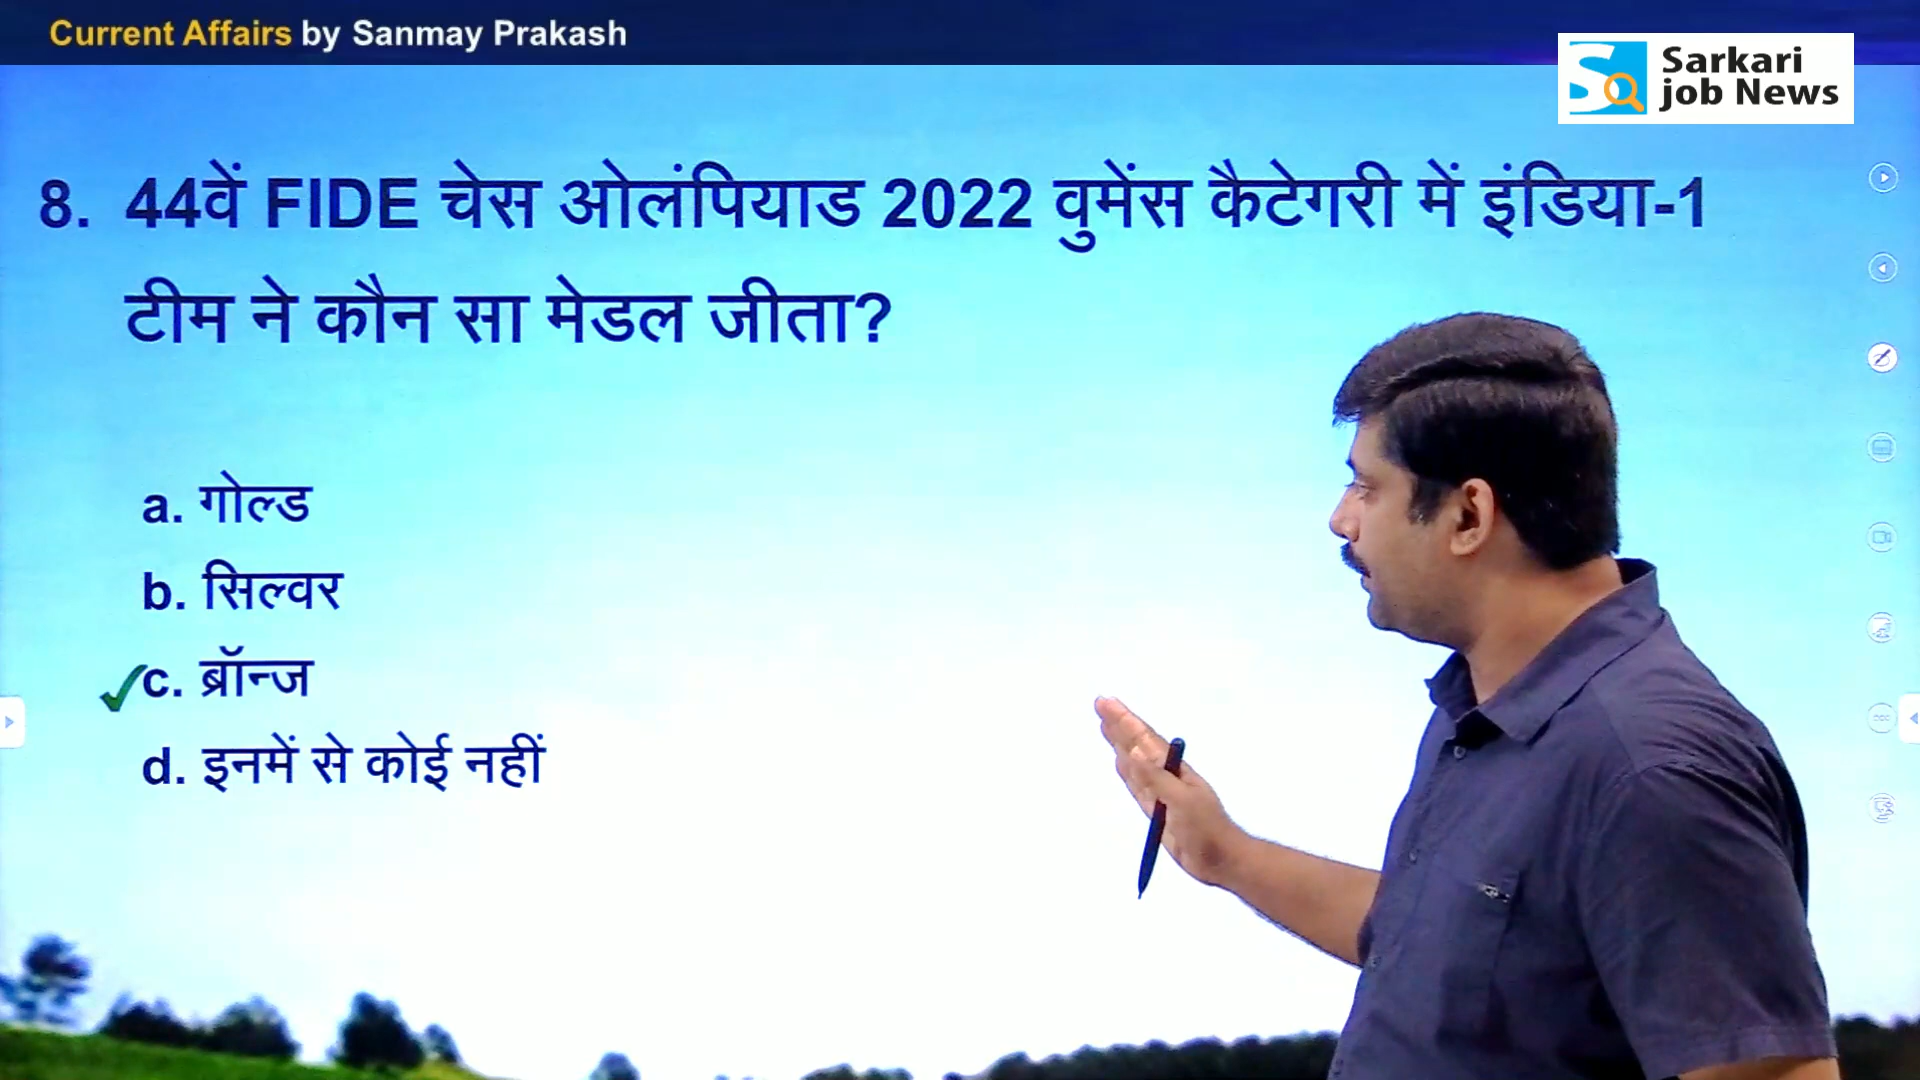 Current Affairs by Sanmay Prakash
Sarkari
job News
8. 44वें FIDE चेस ओलंपियाड 2022 वुमेंस कैटेगरी में इंडिया-1
टीम ने कौन सा मेडल जीता?
a. गोल्ड
b. सिल्वर
c. ब्रॉन्ज
d. इनमें से कोई नहीं